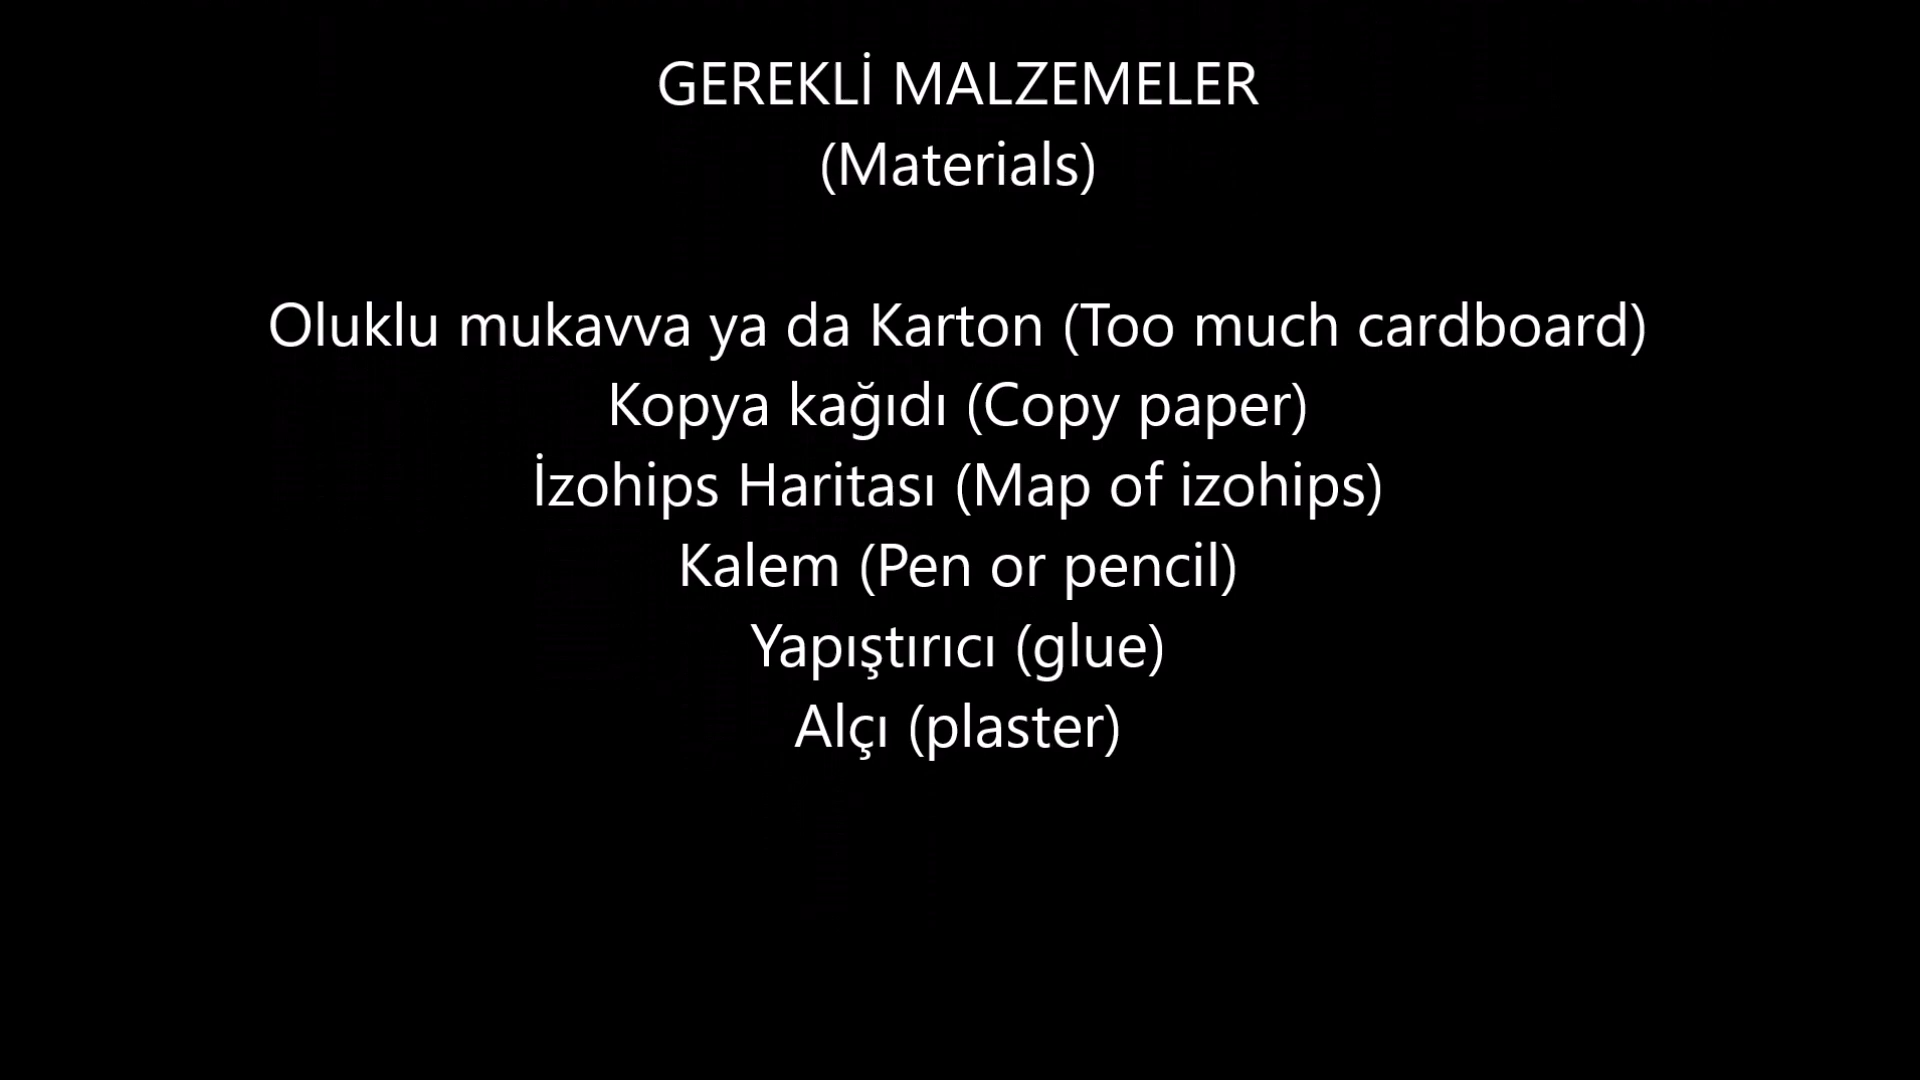 GEREKLİ MALZEMELER
(Materials)
Oluklu mukavva ya da Karton (Too much cardboard)
Kopya kağıdı (Copy paper)
İzohips Haritası (Map of izohips)
Kalem (Pen or pencil)
Yapıştırıcı (glue)
Alçı (plaster)